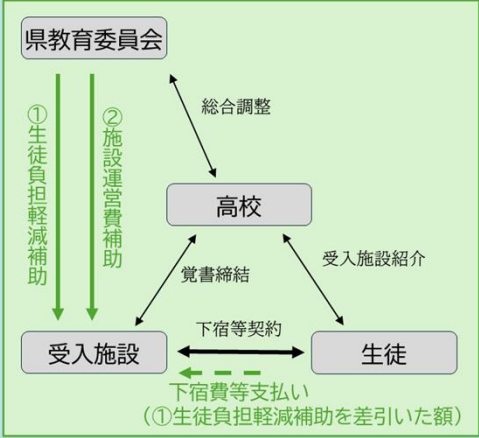 県教育委員会
総合調整
①生徒負担軽減補助
②施設運営費補助
高校
覚書締結
受入施設紹介
下宿等契約
受入施設
生徒
下宿費等支払い
（①生徒負担軽減補助を差引いた額）